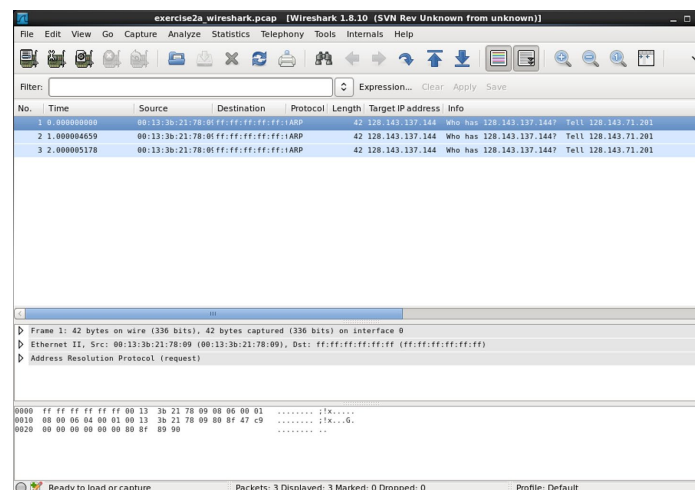 exercise2a_wireshark.pcap [Wireshark 1.8.10 (SVN Rev Unknown from unknown)]
File Edit View Go Capture Analyze Statistics Telephony Tools Internals Help
Filter: Expression... Clear Apply Save
No. Time Source Destination Protocol Length Target IP address Info
1 0.000000000 00:13:3b:21:78:09 ff:ff:ff:ff:ff:f ARP 42 128.143.137.144 Who has 128.143.137.144? Tell 128.143.71.201
2 1.000004659 00:13:3b:21:78:09 ff:ff:ff:ff:ff:f ARP 42 128.143.137.144 Who has 128.143.137.144? Tell 128.143.71.201
3 2.000005178 00:13:3b:21:78:09 ff:ff:ff:ff:ff:f ARP 42 128.143.137.144 Who has 128.143.137.144? Tell 128.143.71.201
Frame 1: 42 bytes on wire (336 bits), 42 bytes captured (336 bits) on interface 0
Ethernet II, Src: 00:13:3b:21:78:09 (00:13:3b:21:78:09), Dst: ff:ff:ff:ff:ff:ff (ff:ff:ff:ff:ff:ff)
Address Resolution Protocol (request)
0000 ff ff ff ff ff ff 00 13 3b 21 78 09 08 06 00 01 ........ ;!x.....
0010 08 00 06 04 00 01 00 13 3b 21 78 09 80 8f 47 c9 ........ ;!x...G.
0020 00 00 00 00 00 00 80 8f 89 90 ........ ..
Ready to load or capture Packets: 3 Displayed: 3 Marked: 0 Dropped: 0 Profile: Default